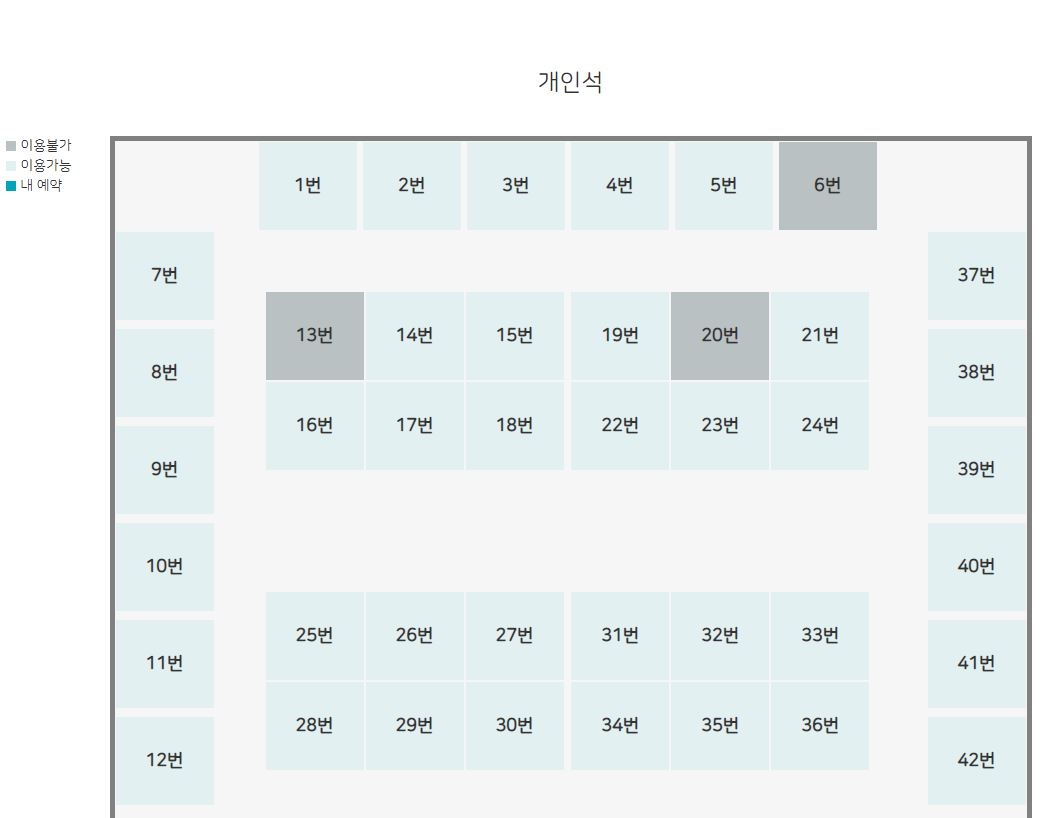 개인석
이용불가
이용가능
내 예약
1번 2번 3번 4번 5번 6번
7번 37번
13번 14번 15번 19번 20번 21번
8번 38번
16번 17번 18번 22번 23번 24번
9번 39번
10번 40번
25번 26번 27번 31번 32번 33번
11번 41번
28번 29번 30번 34번 35번 36번
12번 42번